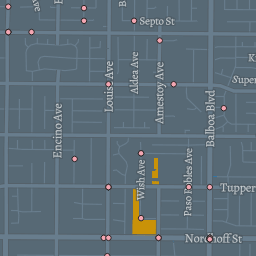 Septo St
Aldea Ave
Louise Ave
Amestoy Ave
Super
Balboa Blvd
Encino Ave
Wish Ave
Paso Robles Ave
Tupper
Nordhoff St